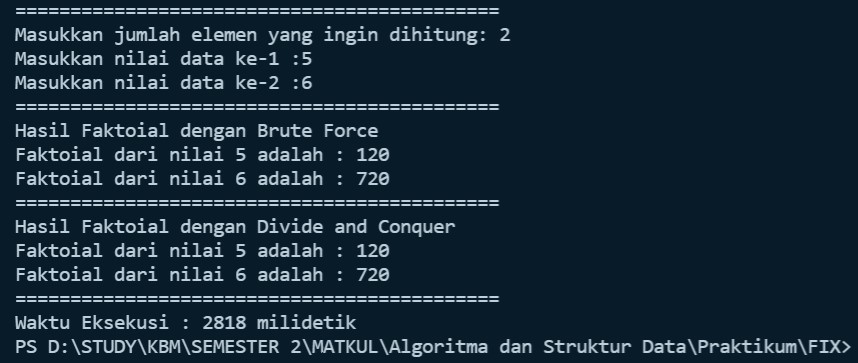 ============================================
Masukkan jumlah elemen yang ingin dihitung: 2
Masukkan nilai data ke-1 :5
Masukkan nilai data ke-2 :6
============================================
Hasil Faktoial dengan Brute Force
Faktoial dari nilai 5 adalah : 120
Faktoial dari nilai 6 adalah : 720
============================================
Hasil Faktoial dengan Divide and Conquer
Faktoial dari nilai 5 adalah : 120
Faktoial dari nilai 6 adalah : 720
============================================
Waktu Eksekusi : 2818 milidetik
PS D:\STUDY\KBM\SEMESTER 2\MATKUL\Algoritma dan Struktur Data\Praktikum\FIX>